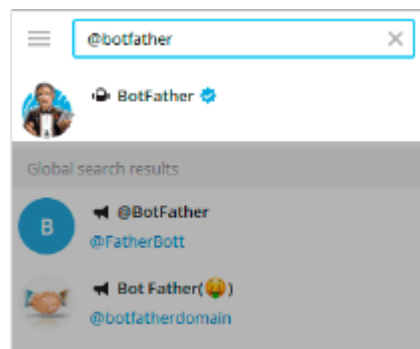 @botfather
BotFather
Global search results
B
@BotFather
@FatherBott
Bot Father(🤑)
@botfatherdomain